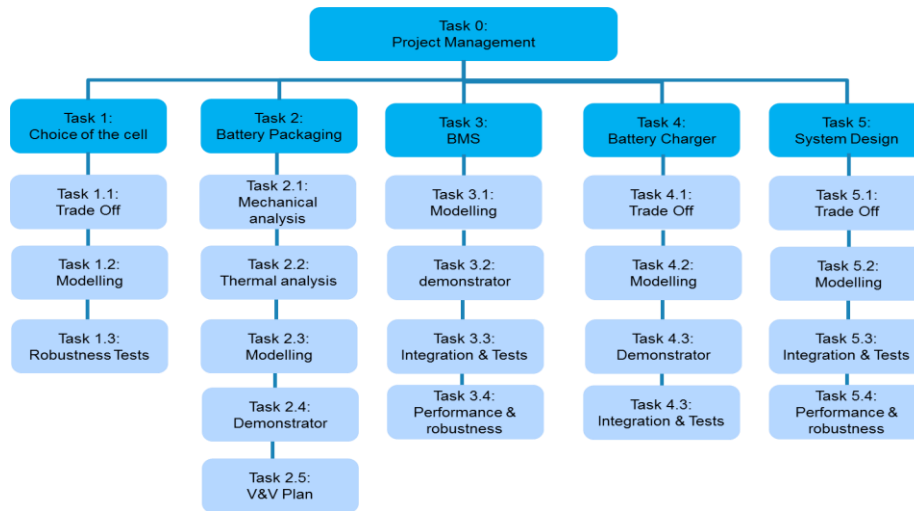 Task 0:
Project Management
Task 1:
Choice of the cell
Task 2:
Battery Packaging
Task 3:
BMS
Task 4:
Battery Charger
Task 5:
System Design
Task 1.1:
Trade Off
Task 1.2:
Modelling
Task 1.3:
Robustness Tests
Task 2.1:
Mechanical
analysis
Task 2.2:
Thermal analysis
Task 2.3:
Modelling
Task 2.4:
Demonstrator
Task 2.5:
V&V Plan
Task 3.1:
Modelling
Task 3.2:
demonstrator
Task 3.3:
Integration & Tests
Task 3.4:
Performance &
robustness
Task 4.1:
Trade Off
Task 4.2:
Modelling
Task 4.3:
Demonstrator
Task 4.3:
Integration & Tests
Task 5.1:
Trade Off
Task 5.2:
Modelling
Task 5.3:
Integration & Tests
Task 5.4:
Performance &
robustness